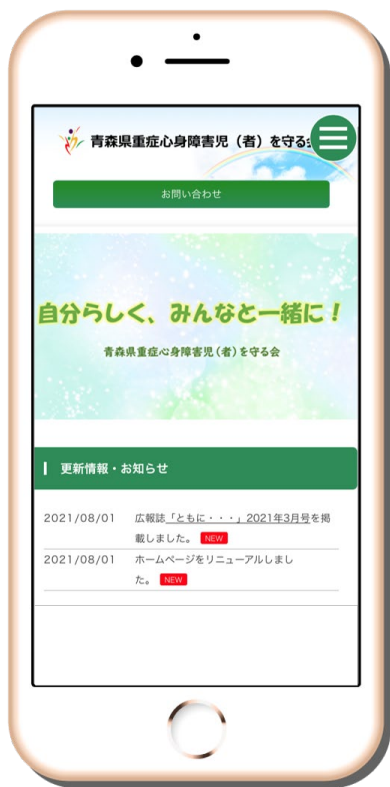 青森県重症心身障害児（者）を守る
お問い合わせ
自分らしく、みんなと一緒に！
青森県重症心身障害児（者）を守る会
更新情報・お知らせ
2021/08/01 広報誌「ともに・・・」2021年3月号を掲
載しました。 NEW
2021/08/01 ホームページをリニューアルしまし
た。 NEW